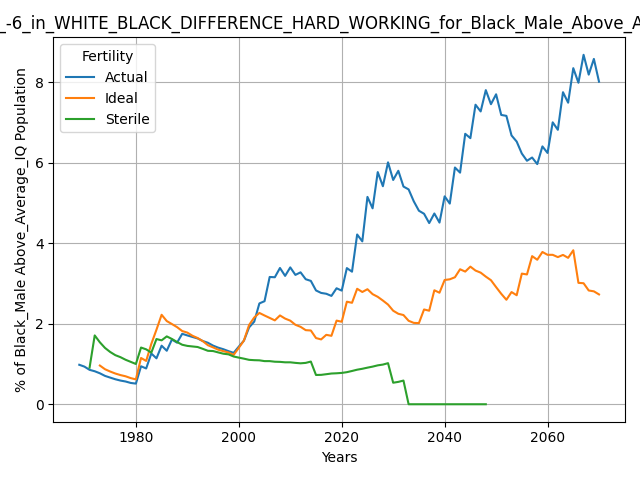 _-6_in_WHITE_BLACK_DIFFERENCE_HARD_WORKING_for_Black_Male_Above_A
Fertility
Actual
Ideal
Sterile
% of Black_Male Above_Average_IQ Population
8
6
4
2
0
1980 2000 2020 2040 2060
Years